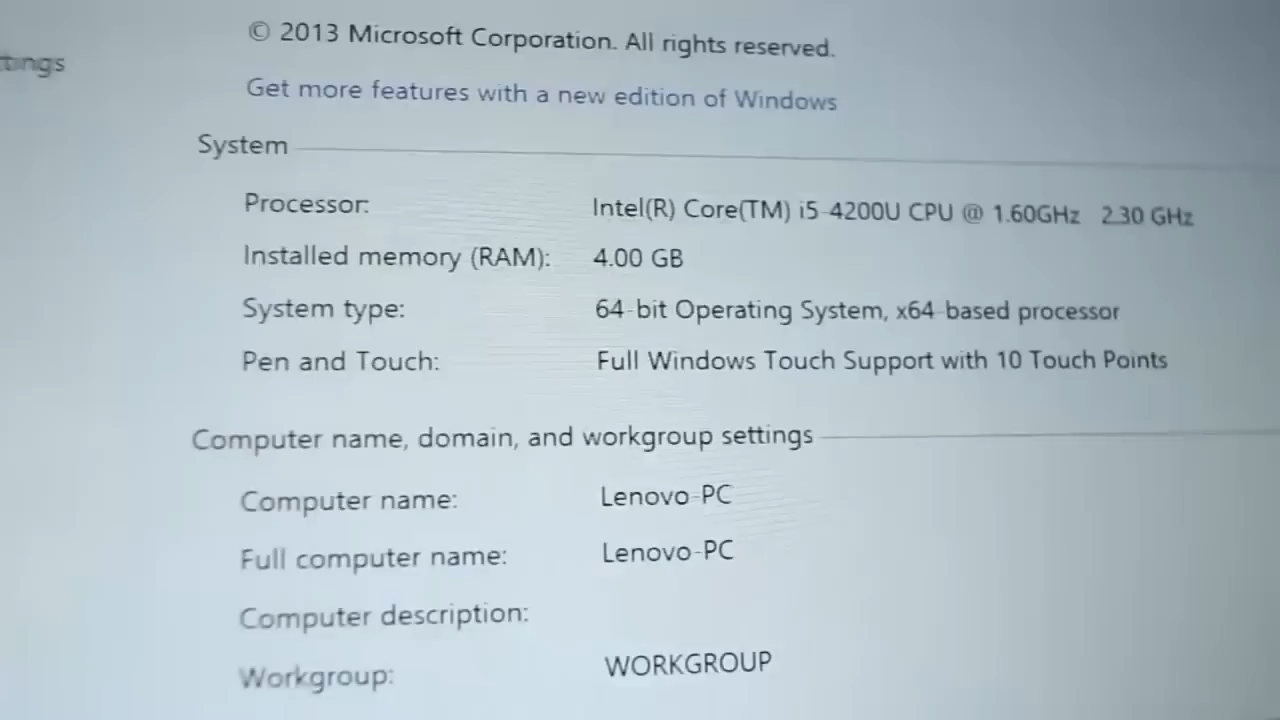 © 2013 Microsoft Corporation. All rights reserved.
Get more features with a new edition of Windows
System
Processor: Intel(R) Core(TM) i5-4200U CPU @ 1.60GHz 2.30 GHz
Installed memory (RAM): 4.00 GB
System type: 64-bit Operating System, x64-based processor
Pen and Touch: Full Windows Touch Support with 10 Touch Points
Computer name, domain, and workgroup settings
Computer name: Lenovo-PC
Full computer name: Lenovo-PC
Computer description:
Workgroup: WORKGROUP